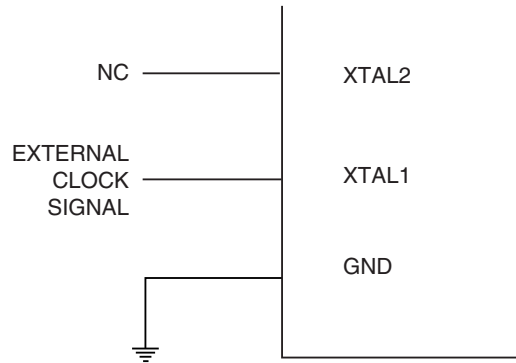 NC
XTAL2
EXTERNAL
CLOCK
SIGNAL
XTAL1
GND